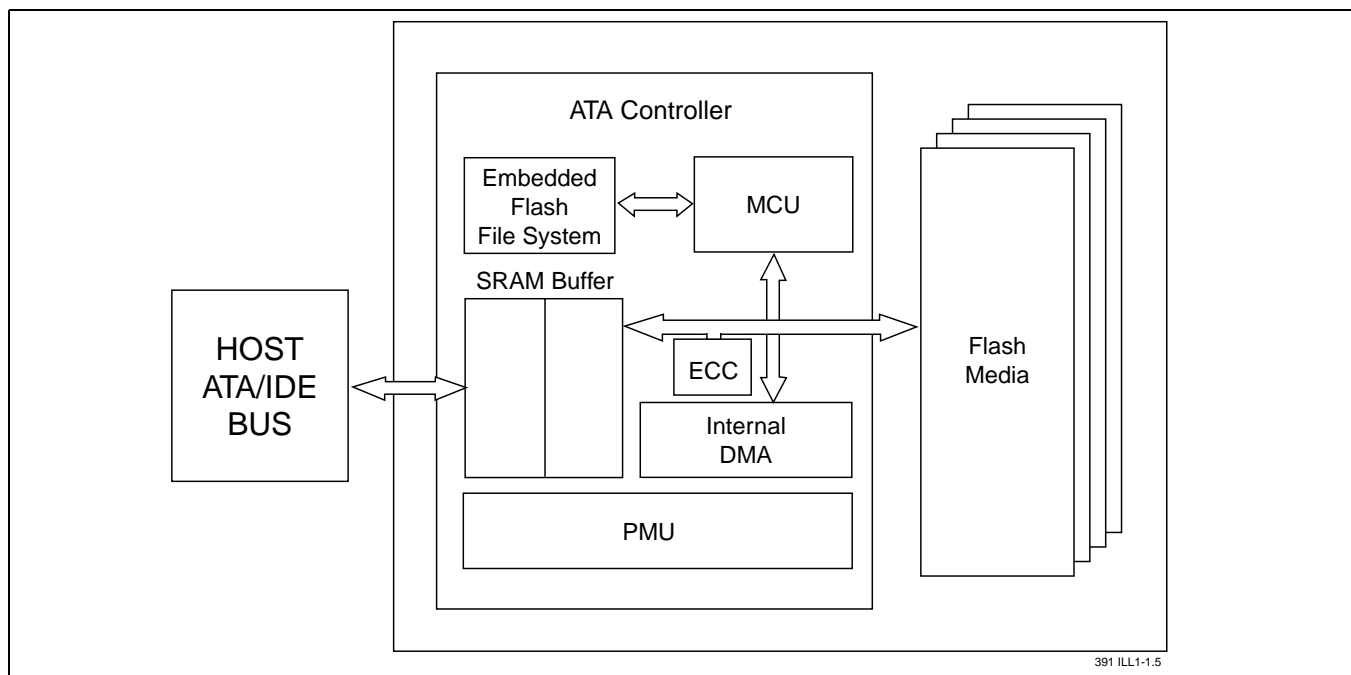 ATA Controller
Embedded
Flash
File System
MCU
SRAM Buffer
HOST
ATA/IDE
BUS
ECC
Internal
DMA
PMU
Flash
Media
391 ILL1-1.5